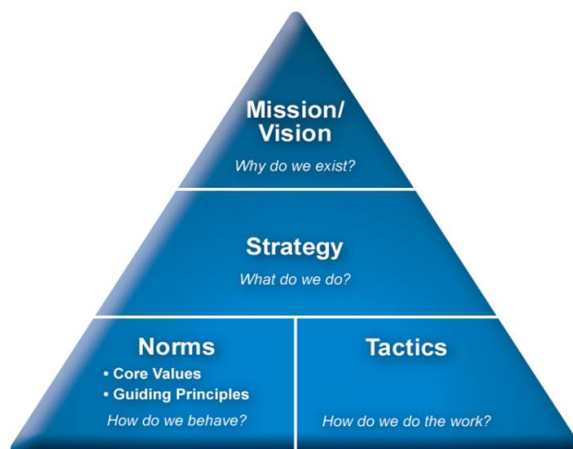 Mission/
Vision
Why do we exist?
Strategy
What do we do?
Norms
• Core Values
• Guiding Principles
How do we behave?
Tactics
How do we do the work?